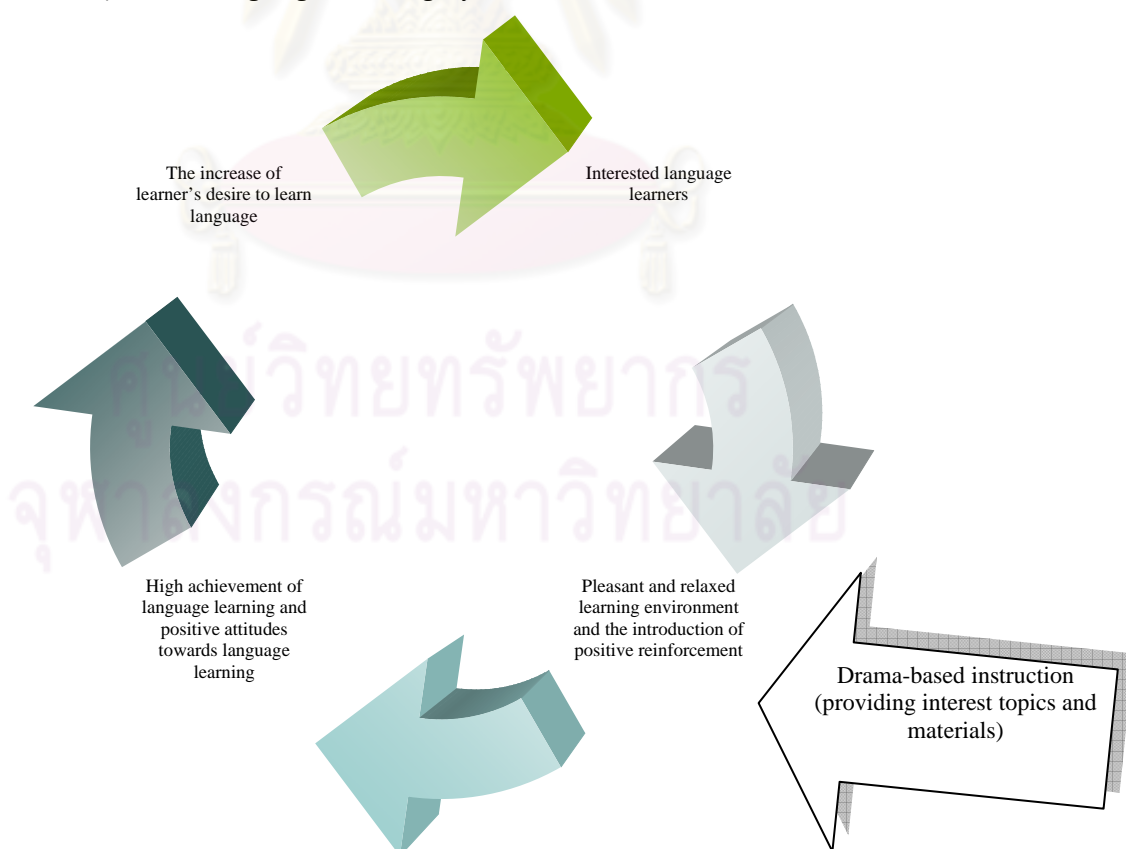 The increase of
learner's desire to learn
language
Interested language
learners
ศูนย์วิทยทรัพยากร
จุฬาลงกรณ์มหาวิทยาลัย
High achievement of
language learning and
positive attitudes
towards language
learning
Pleasant and relaxed
learning environment
and the introduction of
positive reinforcement
Drama-based instruction
(providing interest topics and
materials)